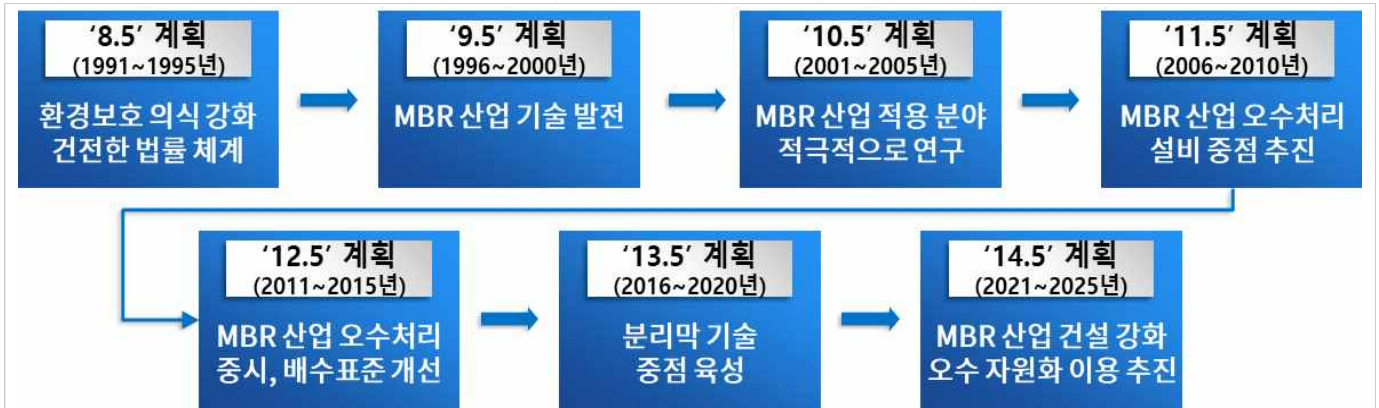 ‘8.5’ 계획
(1991~1995년)
환경보호 의식 강화
건전한 법률 체계
‘9.5’ 계획
(1996~2000년)
MBR 산업 기술 발전
‘10.5’ 계획
(2001~2005년)
MBR 산업 적용 분야
적극적으로 연구
‘11.5’ 계획
(2006~2010년)
MBR 산업 오수처리
설비 중점 추진
‘12.5’ 계획
(2011~2015년)
MBR 산업 오수처리
중시, 배수표준 개선
‘13.5’ 계획
(2016~2020년)
분리막 기술
중점 육성
‘14.5’ 계획
(2021~2025년)
MBR 산업 건설 강화
오수 자원화 이용 추진